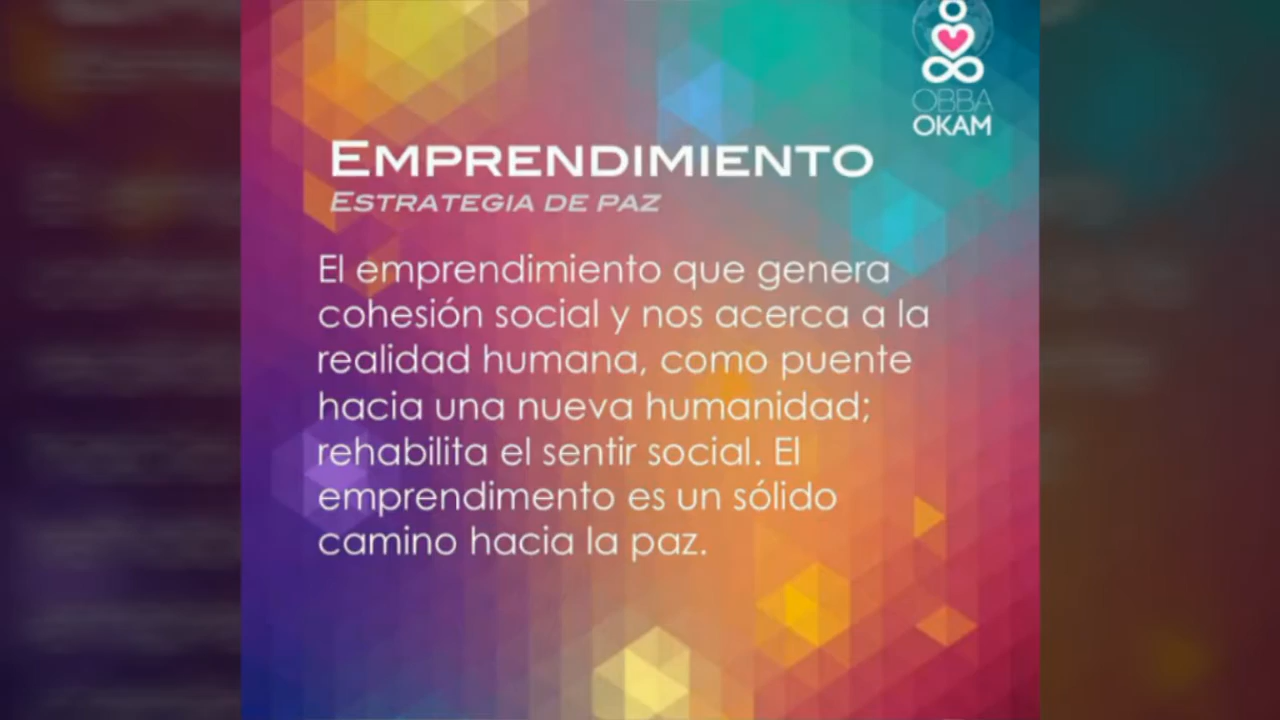 OBBA
OKAM
EMPRENDIMIENTO
ESTRATEGIA DE PAZ
El emprendimiento que genera
cohesión social y nos acerca a la
realidad humana, como puente
hacia una nueva humanidad;
rehabilita el sentir social. El
emprendimento es un sólido
camino hacia la paz.